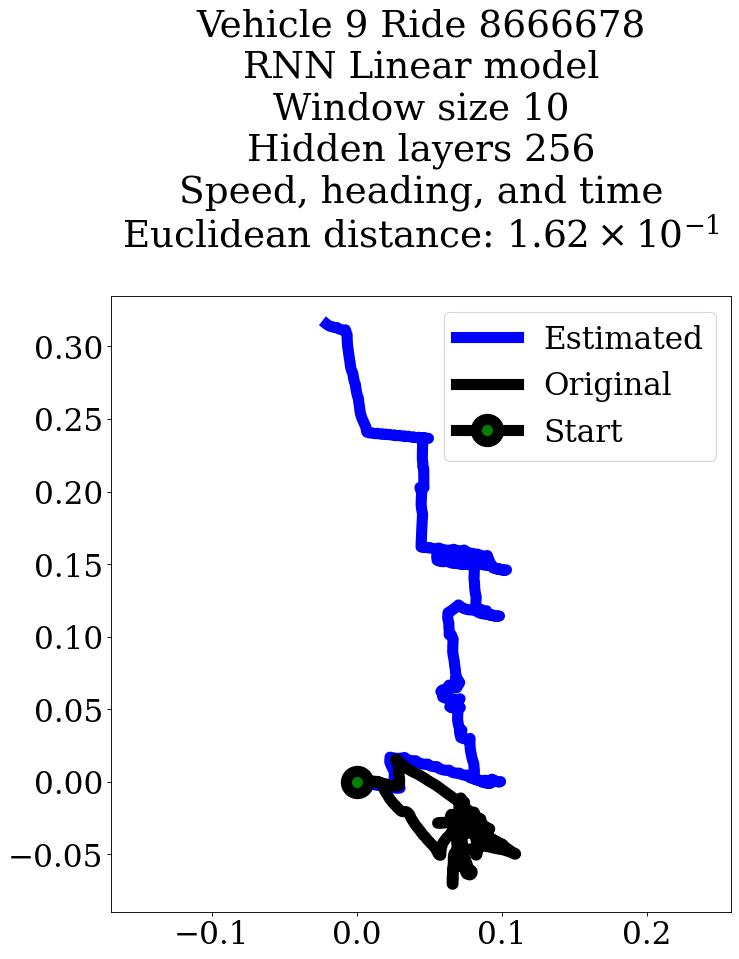 Vehicle 9 Ride 8666678
RNN Linear model
Window size 10
Hidden layers 256
Speed, heading, and time
Euclidean distance: 1.62 × 10⁻¹
Estimated
Original
Start
0.30
0.25
0.20
0.15
0.10
0.05
0.00
−0.05
−0.1 0.0 0.1 0.2